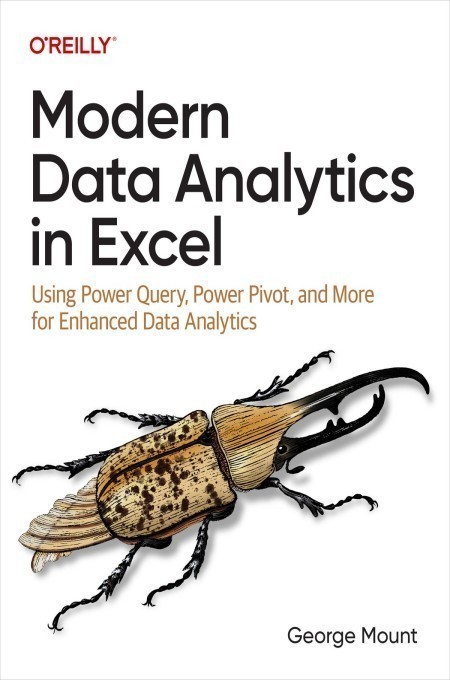 O'REILLY®
Modern
Data Analytics
in Excel
Using Power Query, Power Pivot, and More
for Enhanced Data Analytics
George Mount